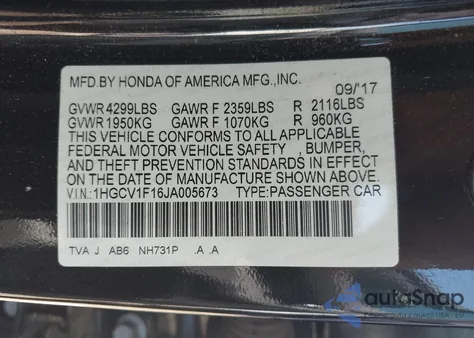 MFD.BY HONDA OF AMERICA MFG.,INC.
09/17
GVWR 4299LBS GAWR F 2359LBS R 2116LBS
GVWR 1950KG GAWR F 1070KG R 960KG
THIS VEHICLE CONFORMS TO ALL APPLICABLE
FEDERAL MOTOR VEHICLE SAFETY , BUMPER,
AND THEFT PREVENTION STANDARDS IN EFFECT
ON THE DATE OF MANUFACTURE SHOWN ABOVE.
V.I.N.:1HGCV1F16JA005673 TYPE:PASSENGER CAR
TVA J AB6 NH731P .A .A
autoSnap